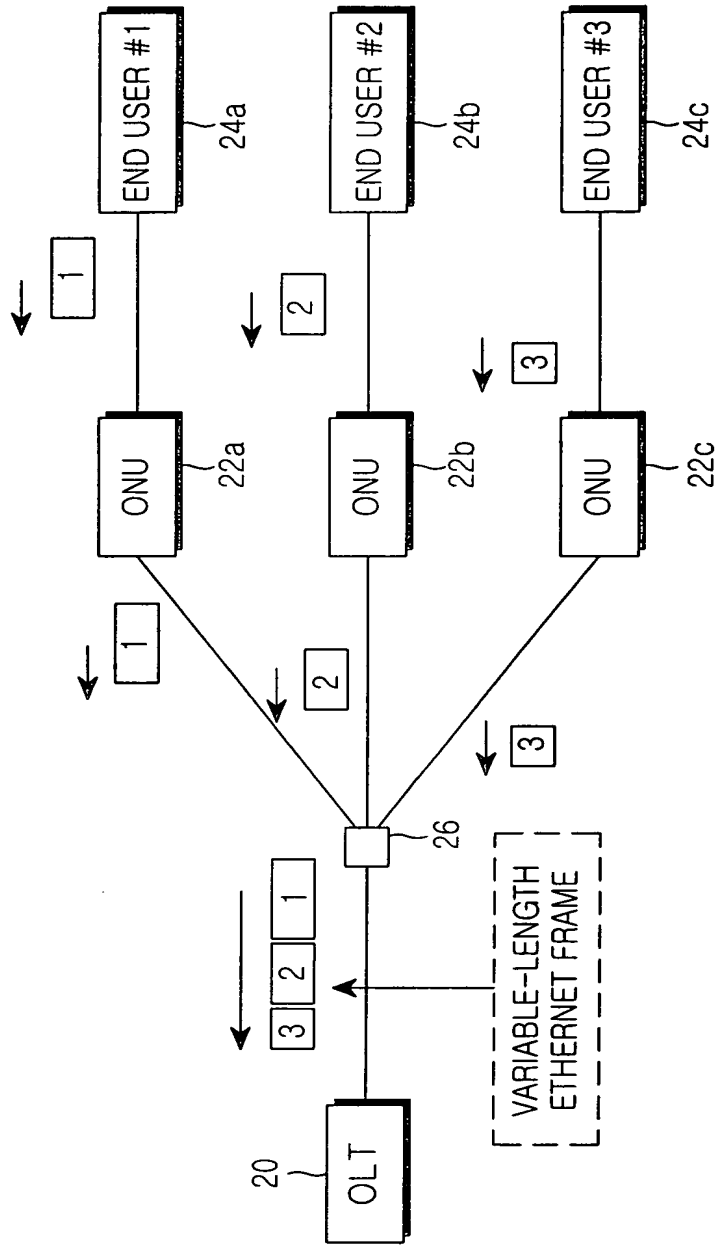 1
END USER #1
24a
ONU
22a
1
2
END USER #2
24b
ONU
22b
2
3
END USER #3
24c
ONU
22c
3
26
3 2 1
VARIABLE-LENGTH
ETHERNET FRAME
20
OLT